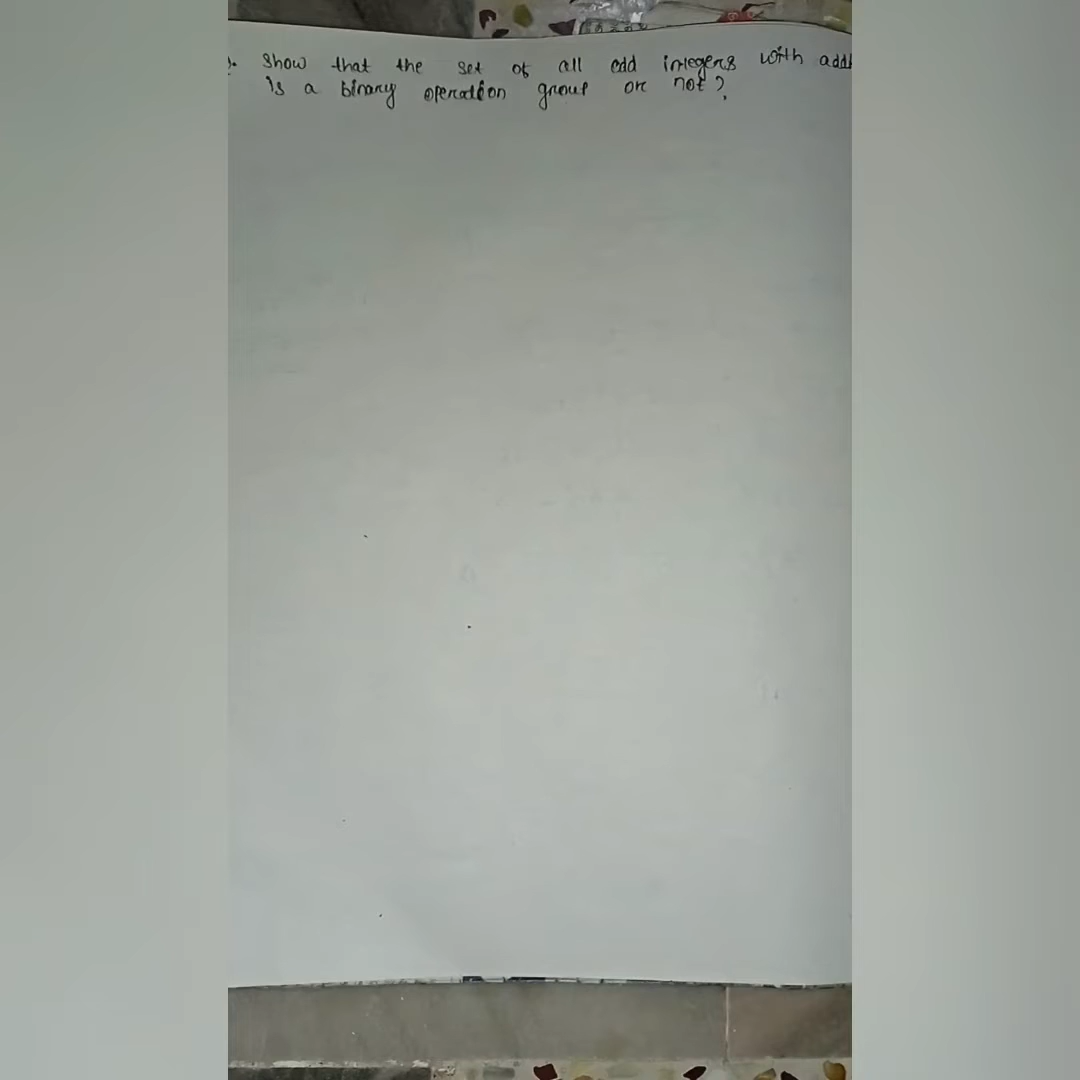 Show that the set of all odd integers with add
is a binary operation group or not?